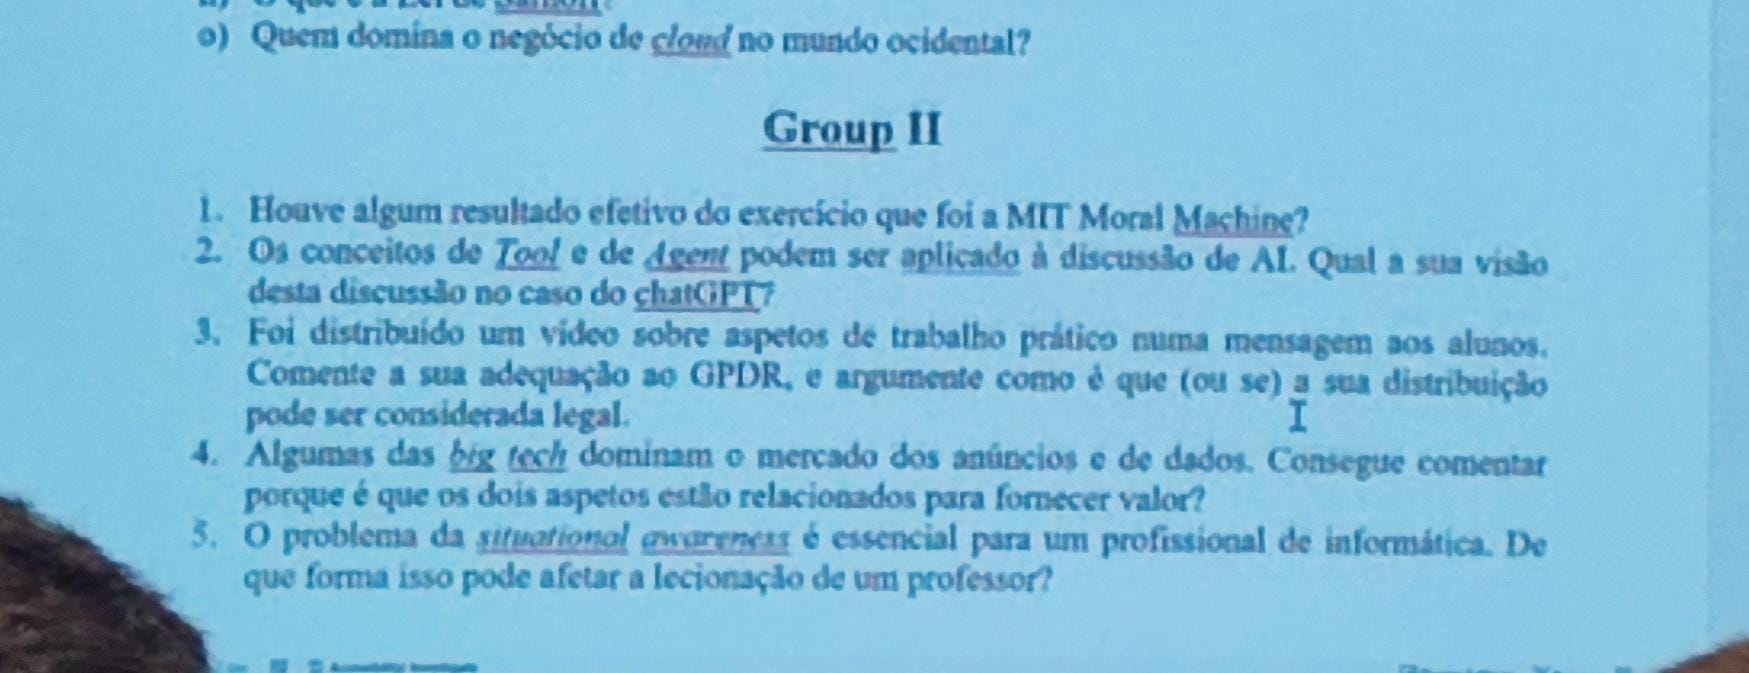 o) Quem domina o negócio de cloud no mundo ocidental?
Group II
1. Houve algum resultado efetivo do exercício que foi a MIT Moral Machine?
2. Os conceitos de Tool e de Agent podem ser aplicado à discussão de AI. Qual a sua visão
desta discussão no caso do chatGPT?
3. Foi distribuído um vídeo sobre aspetos de trabalho prático numa mensagem aos alunos.
Comente a sua adequação ao GPDR, e argumente como é que (ou se) a sua distribuição
pode ser considerada legal.
4. Algumas das big tech dominam o mercado dos anúncios e de dados. Consegue comentar
porque é que os dois aspetos estão relacionados para fornecer valor?
5. O problema da situational awareness é essencial para um profissional de informática. De
que forma isso pode afetar a lecionação de um professor?